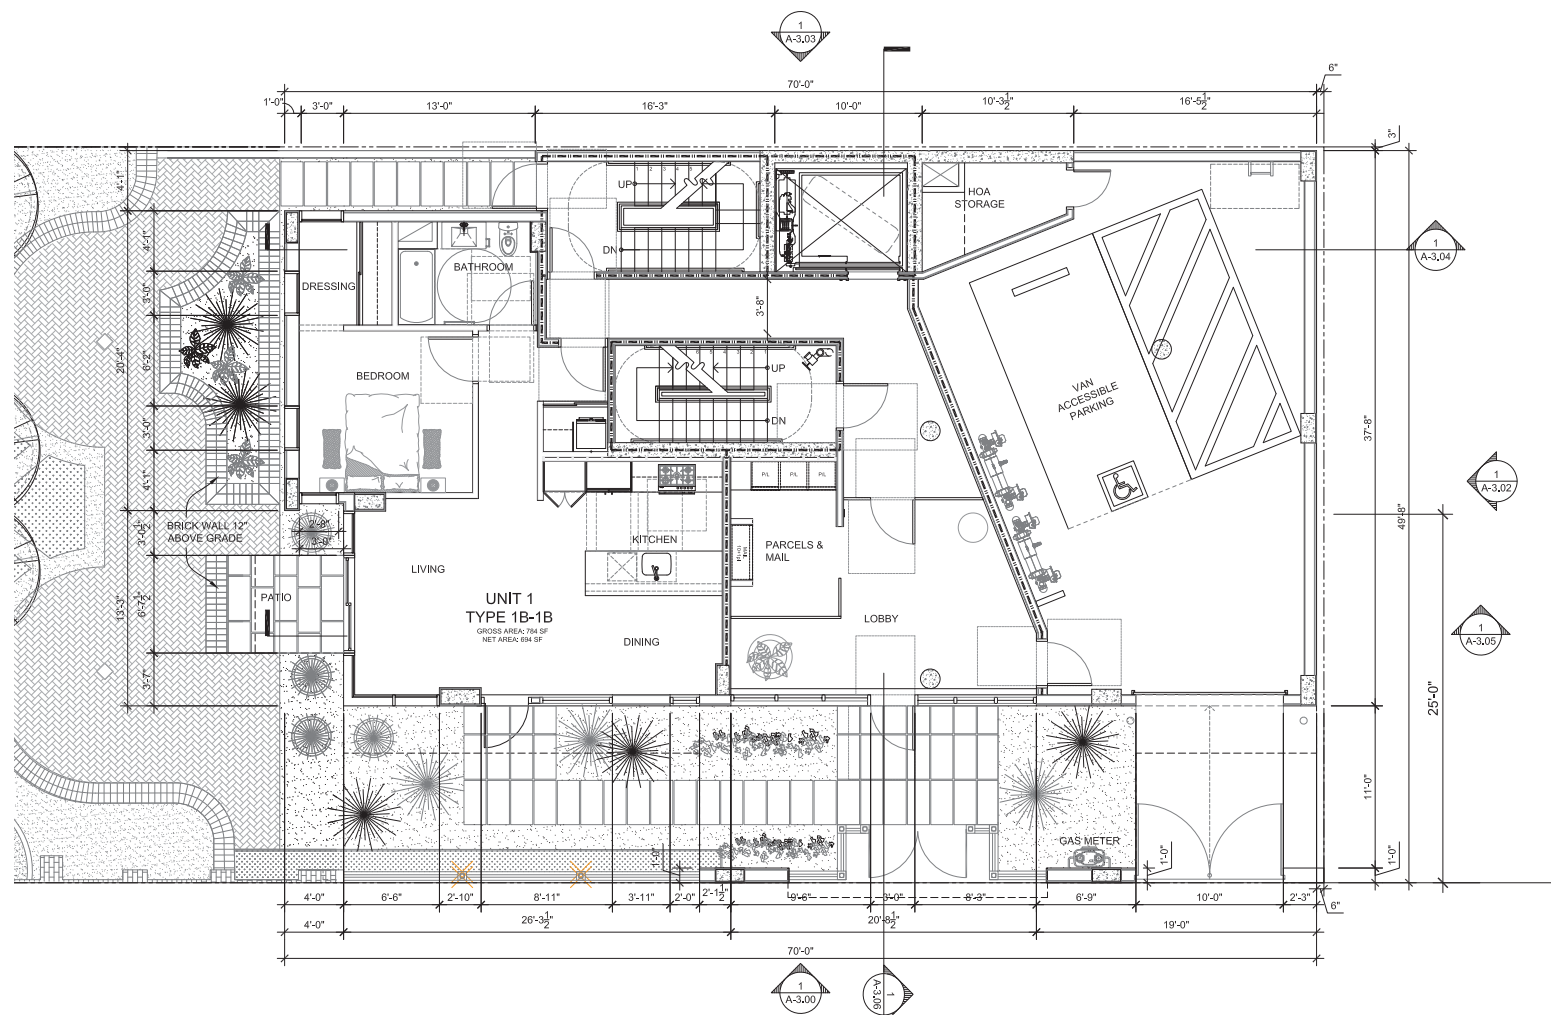 1
A-3.03
6"
70'-0"
1'-0"
3'-0"
13'-0"
16'-3"
10'-0"
10'-3 1/2"
16'-5 1/2"
3"
4'-1"
UP
HOA
STORAGE
DN
BATHROOM
DRESSING
1
A-3.04
4'-1"
3'-0"
3'-8"
20'-4"
6'-2"
BEDROOM
UP
VAN
ACCESSIBLE
PARKING
3'-0"
DN
37'-8"
4'-1"
P/L
P/L
P/L
1
A-3.02
49'-8"
BRICK WALL 12"
ABOVE GRADE
2'-8"
3'-0"
3'-0 1/2"
KITCHEN
PARCELS &
MAIL
LIVING
13'-3"
6'-7 1/2"
PATIO
UNIT 1
TYPE 1B-1B
GROSS AREA: 784 SF
NET AREA: 694 SF
DINING
LOBBY
1
A-3.05
3'-7"
25'-0"
11'-0"
GAS METER
1'-0"
1'-0"
1'-0"
4'-0"
6'-6"
2'-10"
8'-11"
3'-11"
2'-0"
2'-1 1/2"
9'-6"
3'-0"
8'-3"
6'-9"
10'-0"
2'-3"
6"
4'-0"
26'-3 1/2"
20'-8 1/2"
19'-0"
70'-0"
1
A-3.00
1
A-3.06